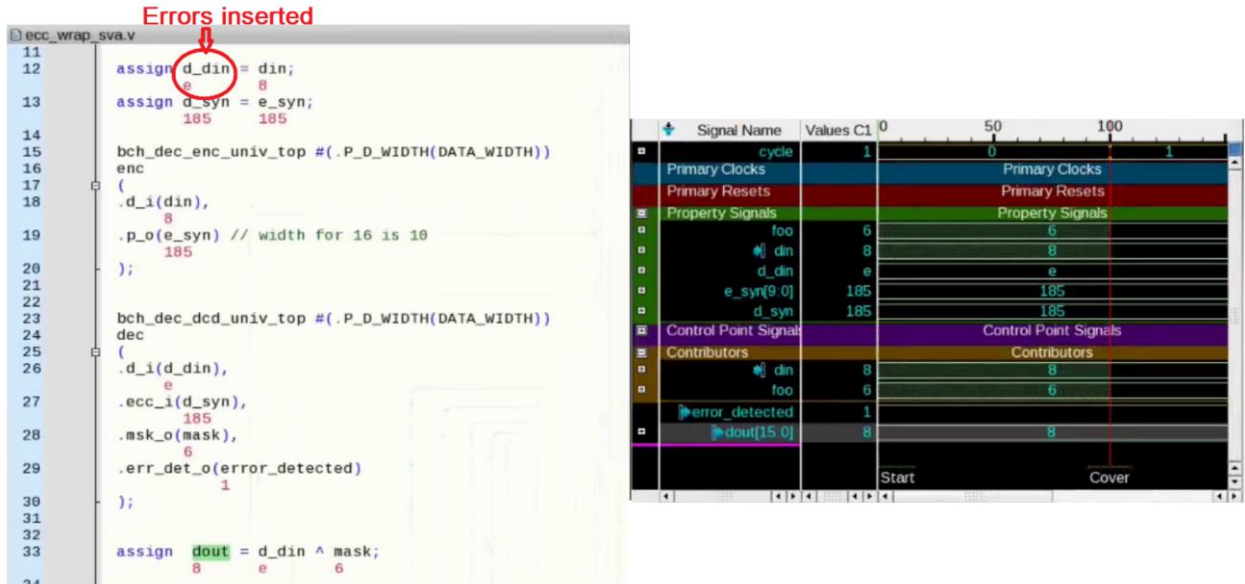 Errors inserted
ecc_wrap_sva.v
11
12 assign d_din = din;
e 8
13 assign d_syn = e_syn;
185 185
14
15 bch_dec_enc_univ_top #(.P_D_WIDTH(DATA_WIDTH))
16 enc
17 (
18 .d_i(din),
8
19 .p_o(e_syn) // width for 16 is 10
185
20 );
21
22
23 bch_dec_dcd_univ_top #(.P_D_WIDTH(DATA_WIDTH))
24 dec
25 (
26 .d_i(d_din),
e
27 .ecc_i(d_syn),
185
28 .msk_o(mask),
6
29 .err_det_o(error_detected)
1
30 );
31
32
33 assign dout = d_din ^ mask;
8 e 6
Signal Name Values C1 0 50 100
cycle 1 0 1
Primary Clocks Primary Clocks
Primary Resets Primary Resets
Property Signals Property Signals
foo 6 6
din 8 8
d_din e e
e_syn[9:0] 185 185
d_syn 185 185
Control Point Signals Control Point Signals
Contributors Contributors
din 8 8
foo 6 6
error_detected 1
dout[15:0] 8 8
Start Cover